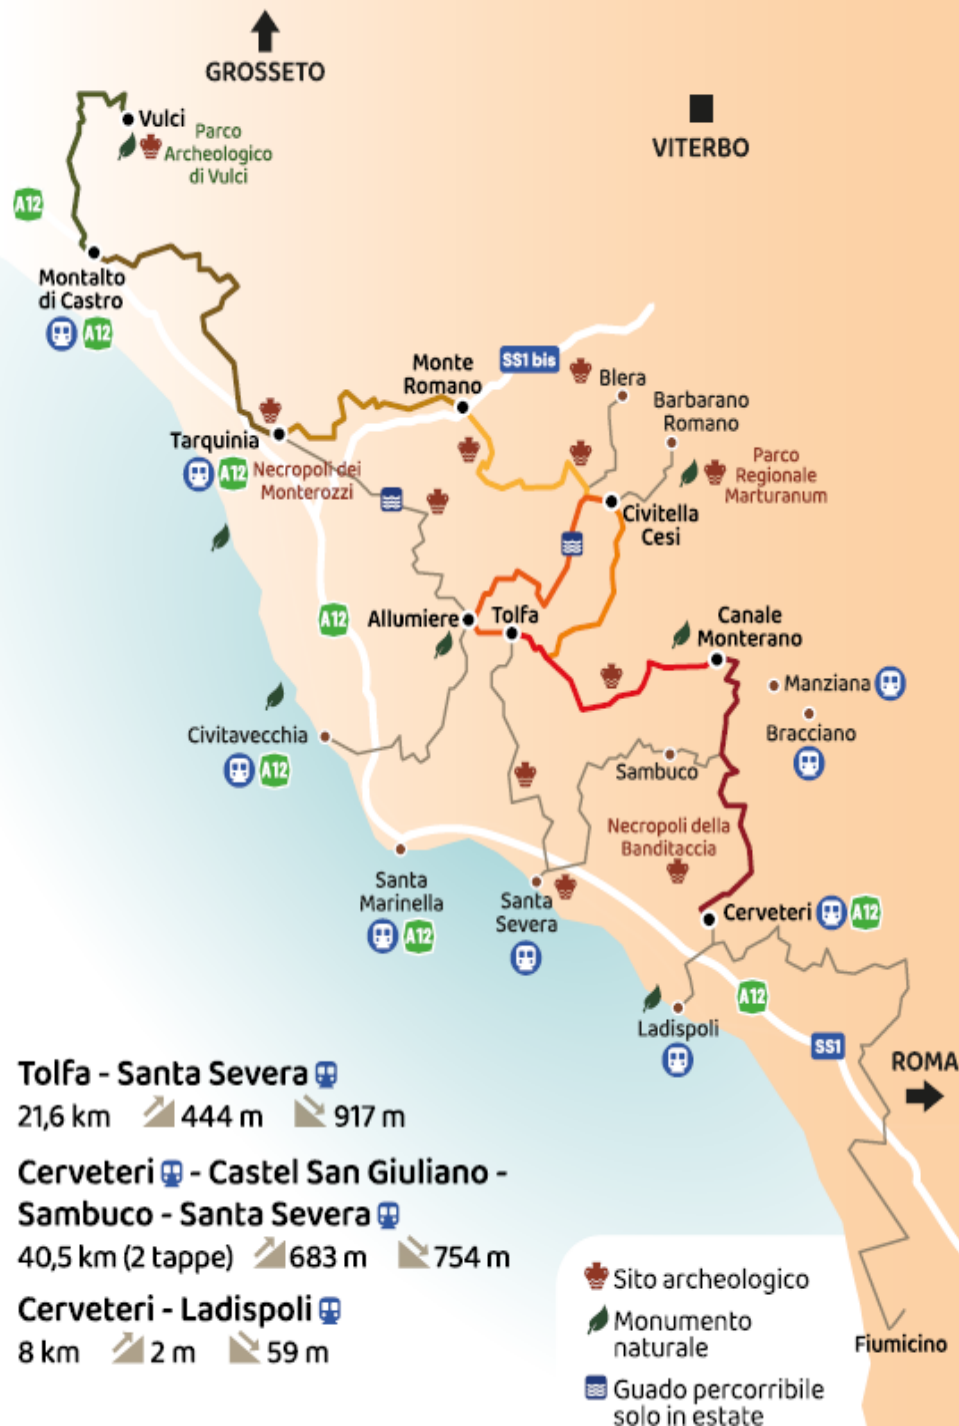 GROSSETO
VITERBO
Vulci
Parco
Archeologico
di Vulci
A12
Montalto
di Castro
A12
SS1 bis
Monte
Romano
Blera
Barbarano
Romano
Tarquinia
A12
Necropoli dei
Monterozzi
Parco
Regionale
Marturanum
Civitella
Cesi
A12
Allumiere
Tolfa
Canale
Monterano
Manziana
Bracciano
Civitavecchia
A12
Sambuco
Necropoli della
Banditaccia
Santa
Marinella
A12
Santa
Severa
Cerveteri
A12
A12
Ladispoli
SS1
ROMA
Tolfa - Santa Severa
21,6 km 444 m 917 m
Cerveteri - Castel San Giuliano -
Sambuco - Santa Severa
40,5 km (2 tappe) 683 m 754 m
Cerveteri - Ladispoli
8 km 2 m 59 m
Sito archeologico
Monumento
naturale
Guado percorribile
solo in estate
Fiumicino